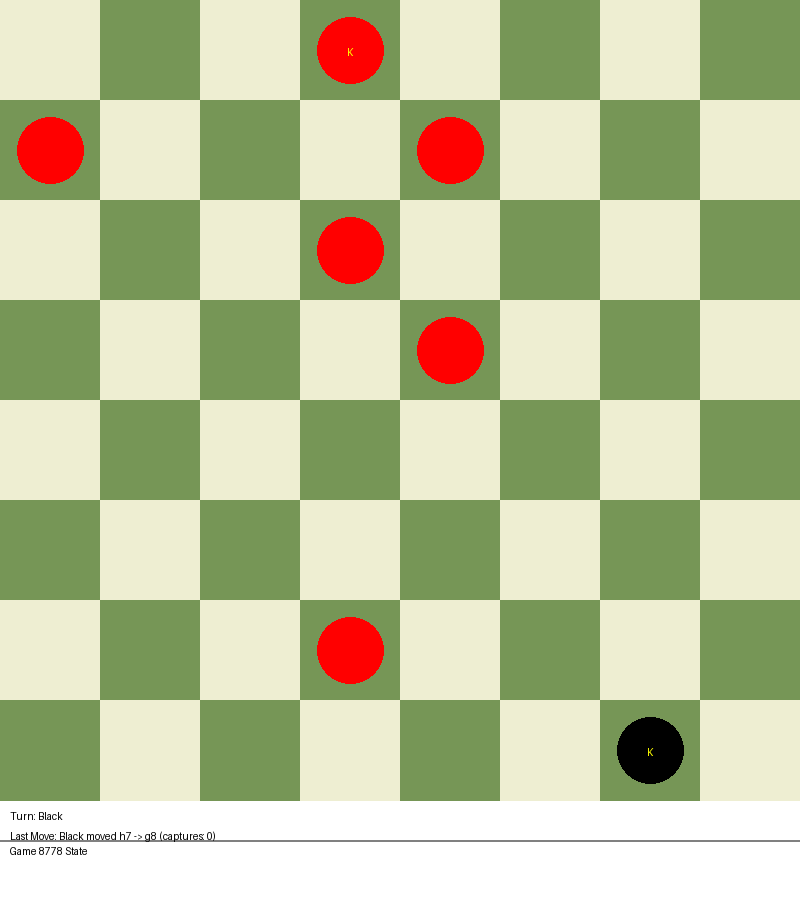 K
K
Turn: Black
Last Move: Black moved h7 -> g8 (captures: 0)
Game 8778 State